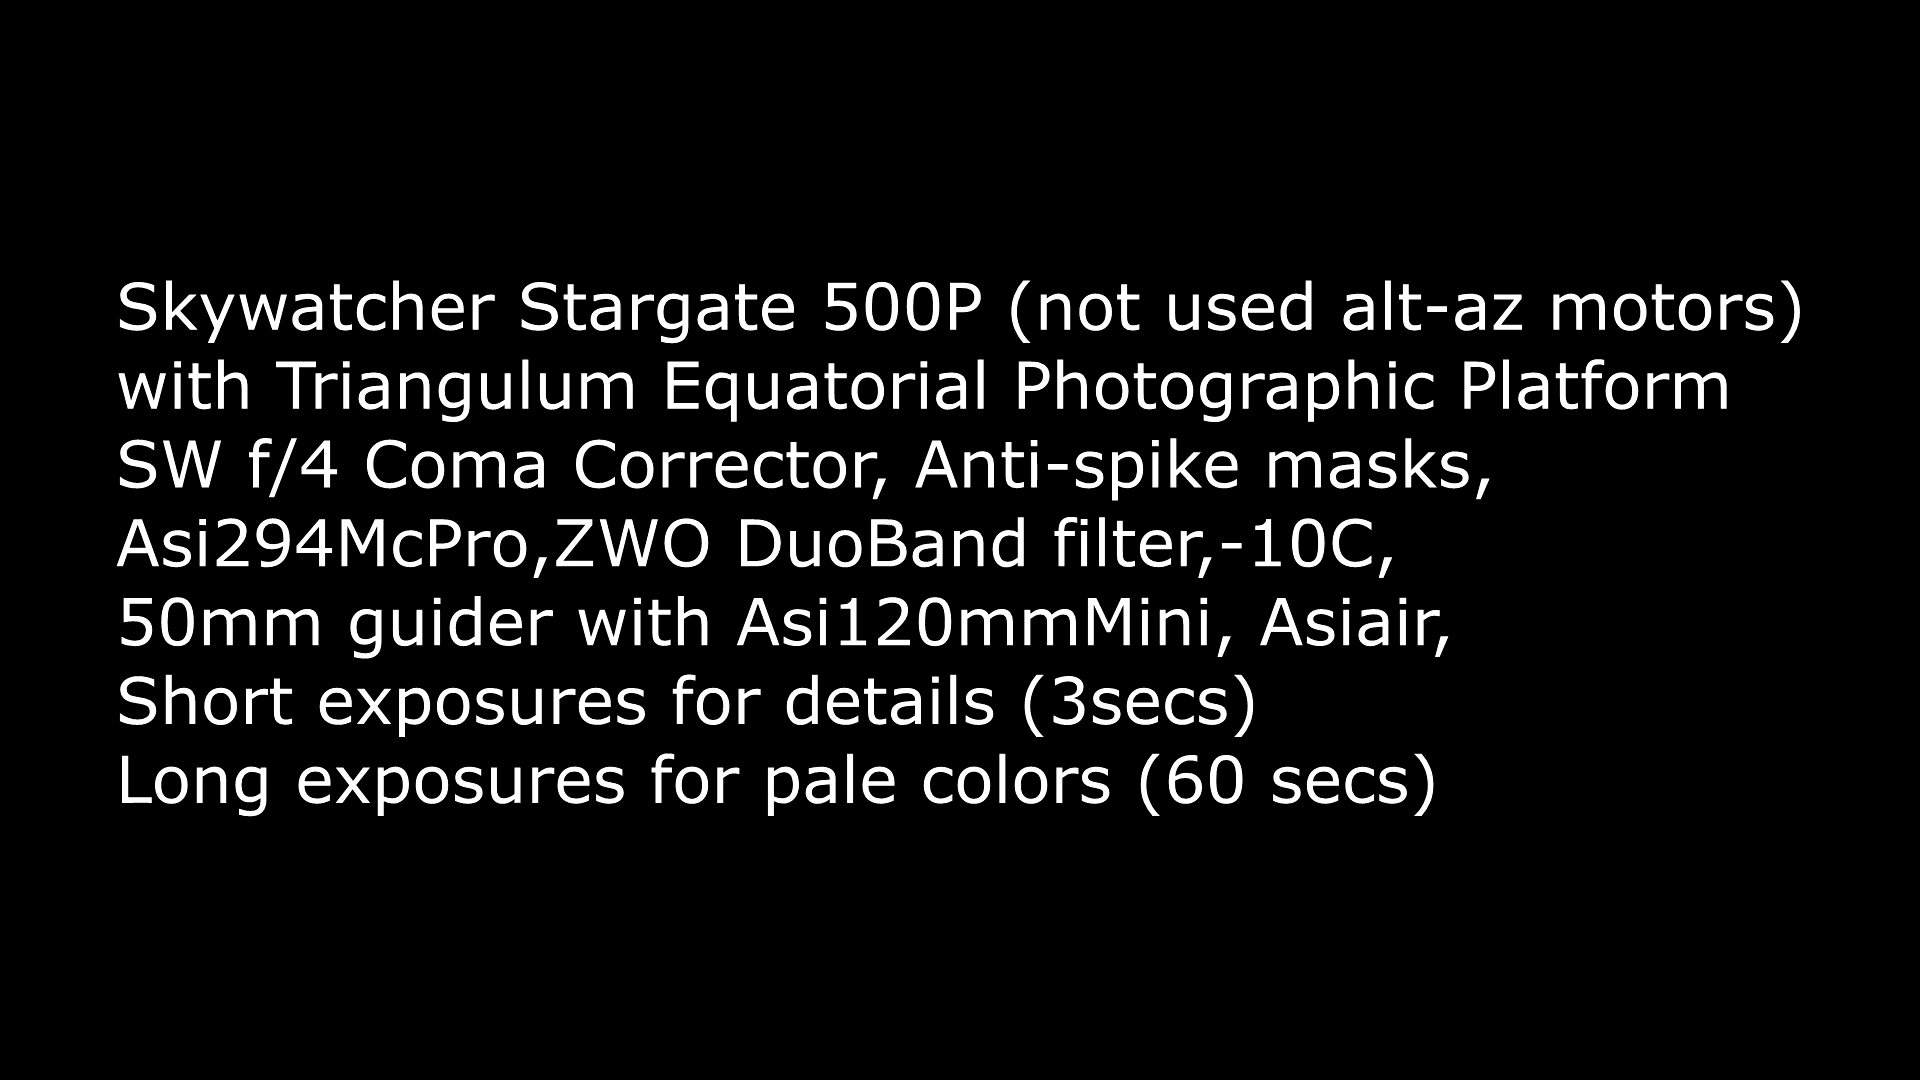 Skywatcher Stargate 500P (not used alt-az motors)
with Triangulum Equatorial Photographic Platform
SW f/4 Coma Corrector, Anti-spike masks,
Asi294McPro,ZWO DuoBand filter,-10C,
50mm guider with Asi120mmMini, Asiair,
Short exposures for details (3secs)
Long exposures for pale colors (60 secs)